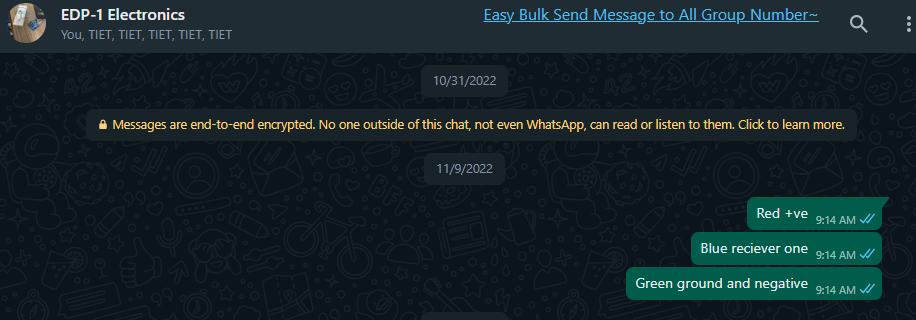 EDP-1 Electronics
Easy Bulk Send Message to All Group Number~
You, TIET, TIET, TIET, TIET, TIET
10/31/2022
Messages are end-to-end encrypted. No one outside of this chat, not even WhatsApp, can read or listen to them. Click to learn more.
11/9/2022
Red +ve 9:14 AM
Blue reciever one 9:14 AM
Green ground and negative 9:14 AM